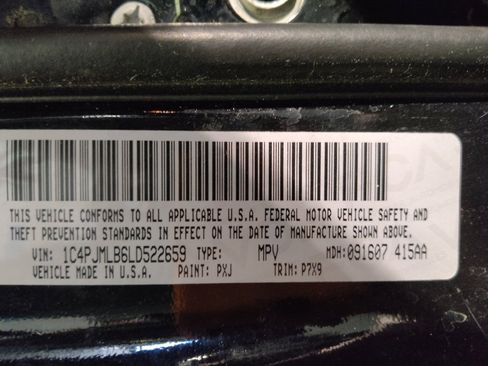 THIS VEHICLE CONFORMS TO ALL APPLICABLE U.S.A. FEDERAL MOTOR VEHICLE SAFETY AND
THEFT PREVENTION STANDARDS IN EFFECT ON THE DATE OF MANUFACTURE SHOWN ABOVE.
VIN: 1C4PJMLB6LD522659 TYPE: MPV MDH: 091607 415AA
VEHICLE MADE IN U.S.A. PAINT: PXJ TRIM: P7X9